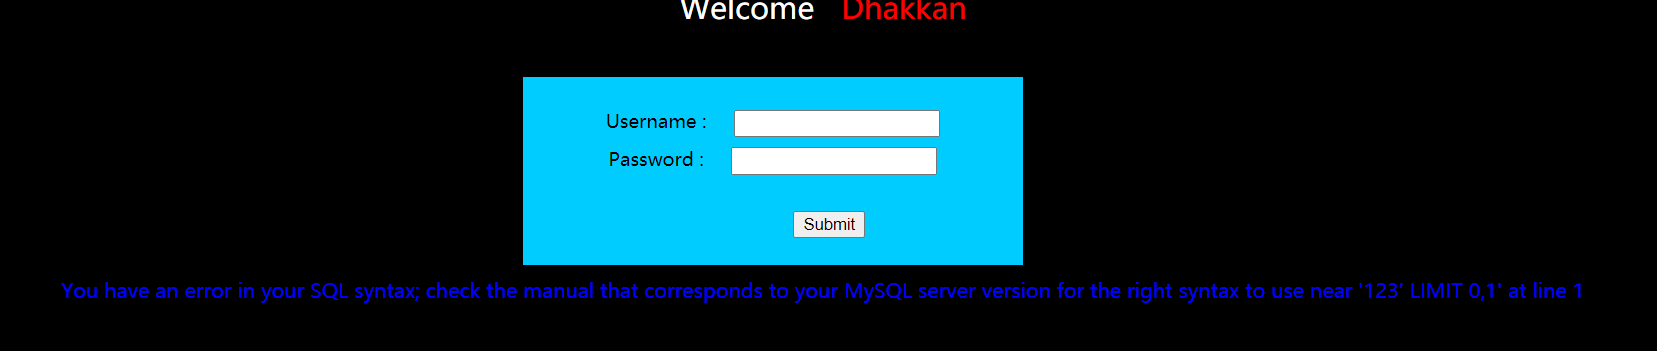 Welcome Dhakkan
Username :
Password :
Submit
You have an error in your SQL syntax; check the manual that corresponds to your MySQL server version for the right syntax to use near '123' LIMIT 0,1' at line 1